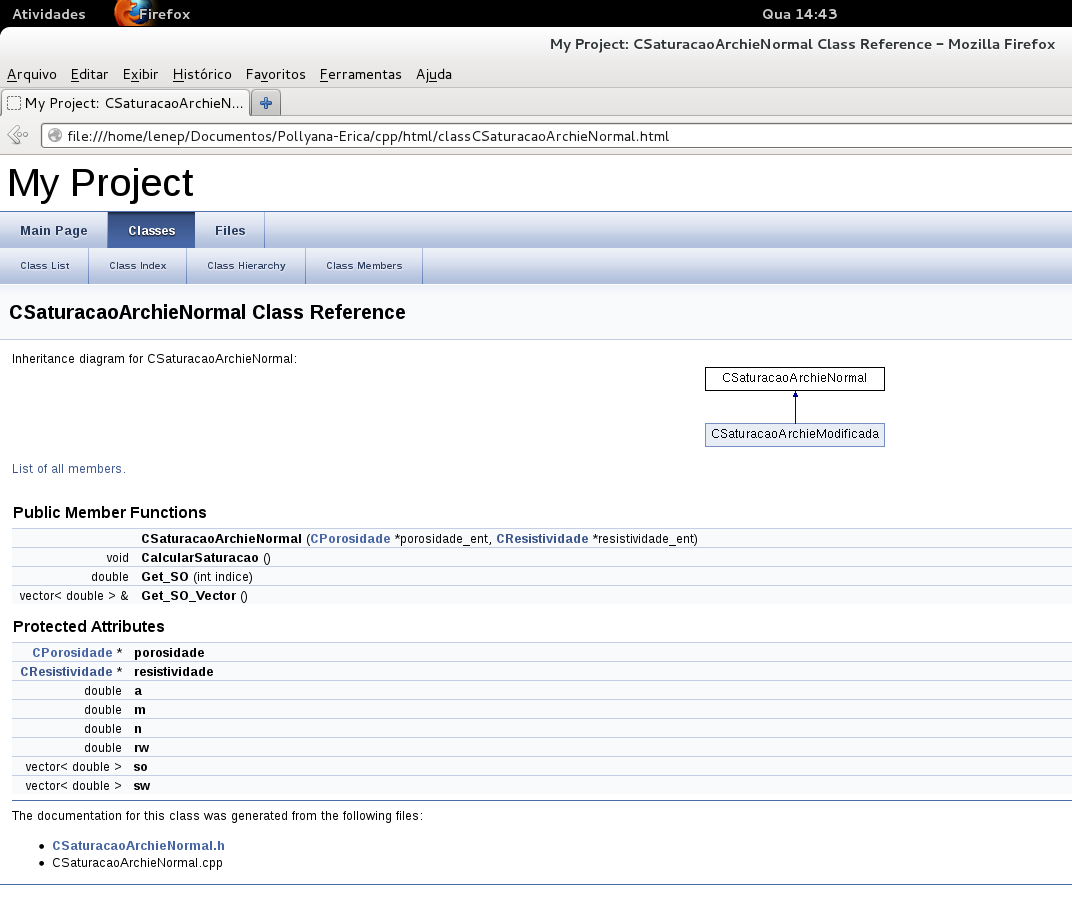 Atividades Firefox Qua 14:43
My Project: CSaturacaoArchieNormal Class Reference – Mozilla Firefox
Arquivo Editar Exibir Histórico Favoritos Ferramentas Ajuda
My Project: CSaturacaoArchieN...
file:///home/lenep/Documentos/Pollyana-Erica/cpp/html/classCSaturacaoArchieNormal.html
My Project
Main Page Classes Files
Class List Class Index Class Hierarchy Class Members
CSaturacaoArchieNormal Class Reference
Inheritance diagram for CSaturacaoArchieNormal:
CSaturacaoArchieNormal
CSaturacaoArchieModificada
List of all members.
Public Member Functions
CSaturacaoArchieNormal (CPorosidade *porosidade_ent, CResistividade *resistividade_ent)
void CalcularSaturacao ()
double Get_SO (int indice)
vector< double > & Get_SO_Vector ()
Protected Attributes
CPorosidade * porosidade
CResistividade * resistividade
double a
double m
double n
double rw
vector< double > so
vector< double > sw
The documentation for this class was generated from the following files:
• CSaturacaoArchieNormal.h
• CSaturacaoArchieNormal.cpp